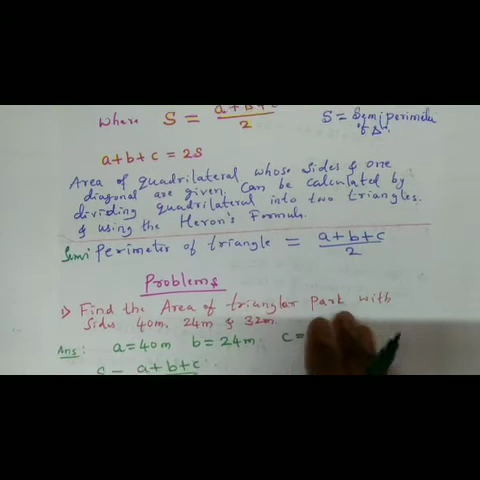 where S = a+b+c / 2 S = Semi perimeter of Δ.
a+b+c = 2S
Area of quadrilateral whose sides & one
diagonal are given, can be calculated by
dividing quadrilateral into two triangles.
& using the Heron's Formula.
Semi Perimeter of triangle = a+b+c / 2
Problems
1) Find the Area of trianglar park with
sides 40m, 24m & 32m.
Ans: a=40m b=24m c=
S = a+b+c